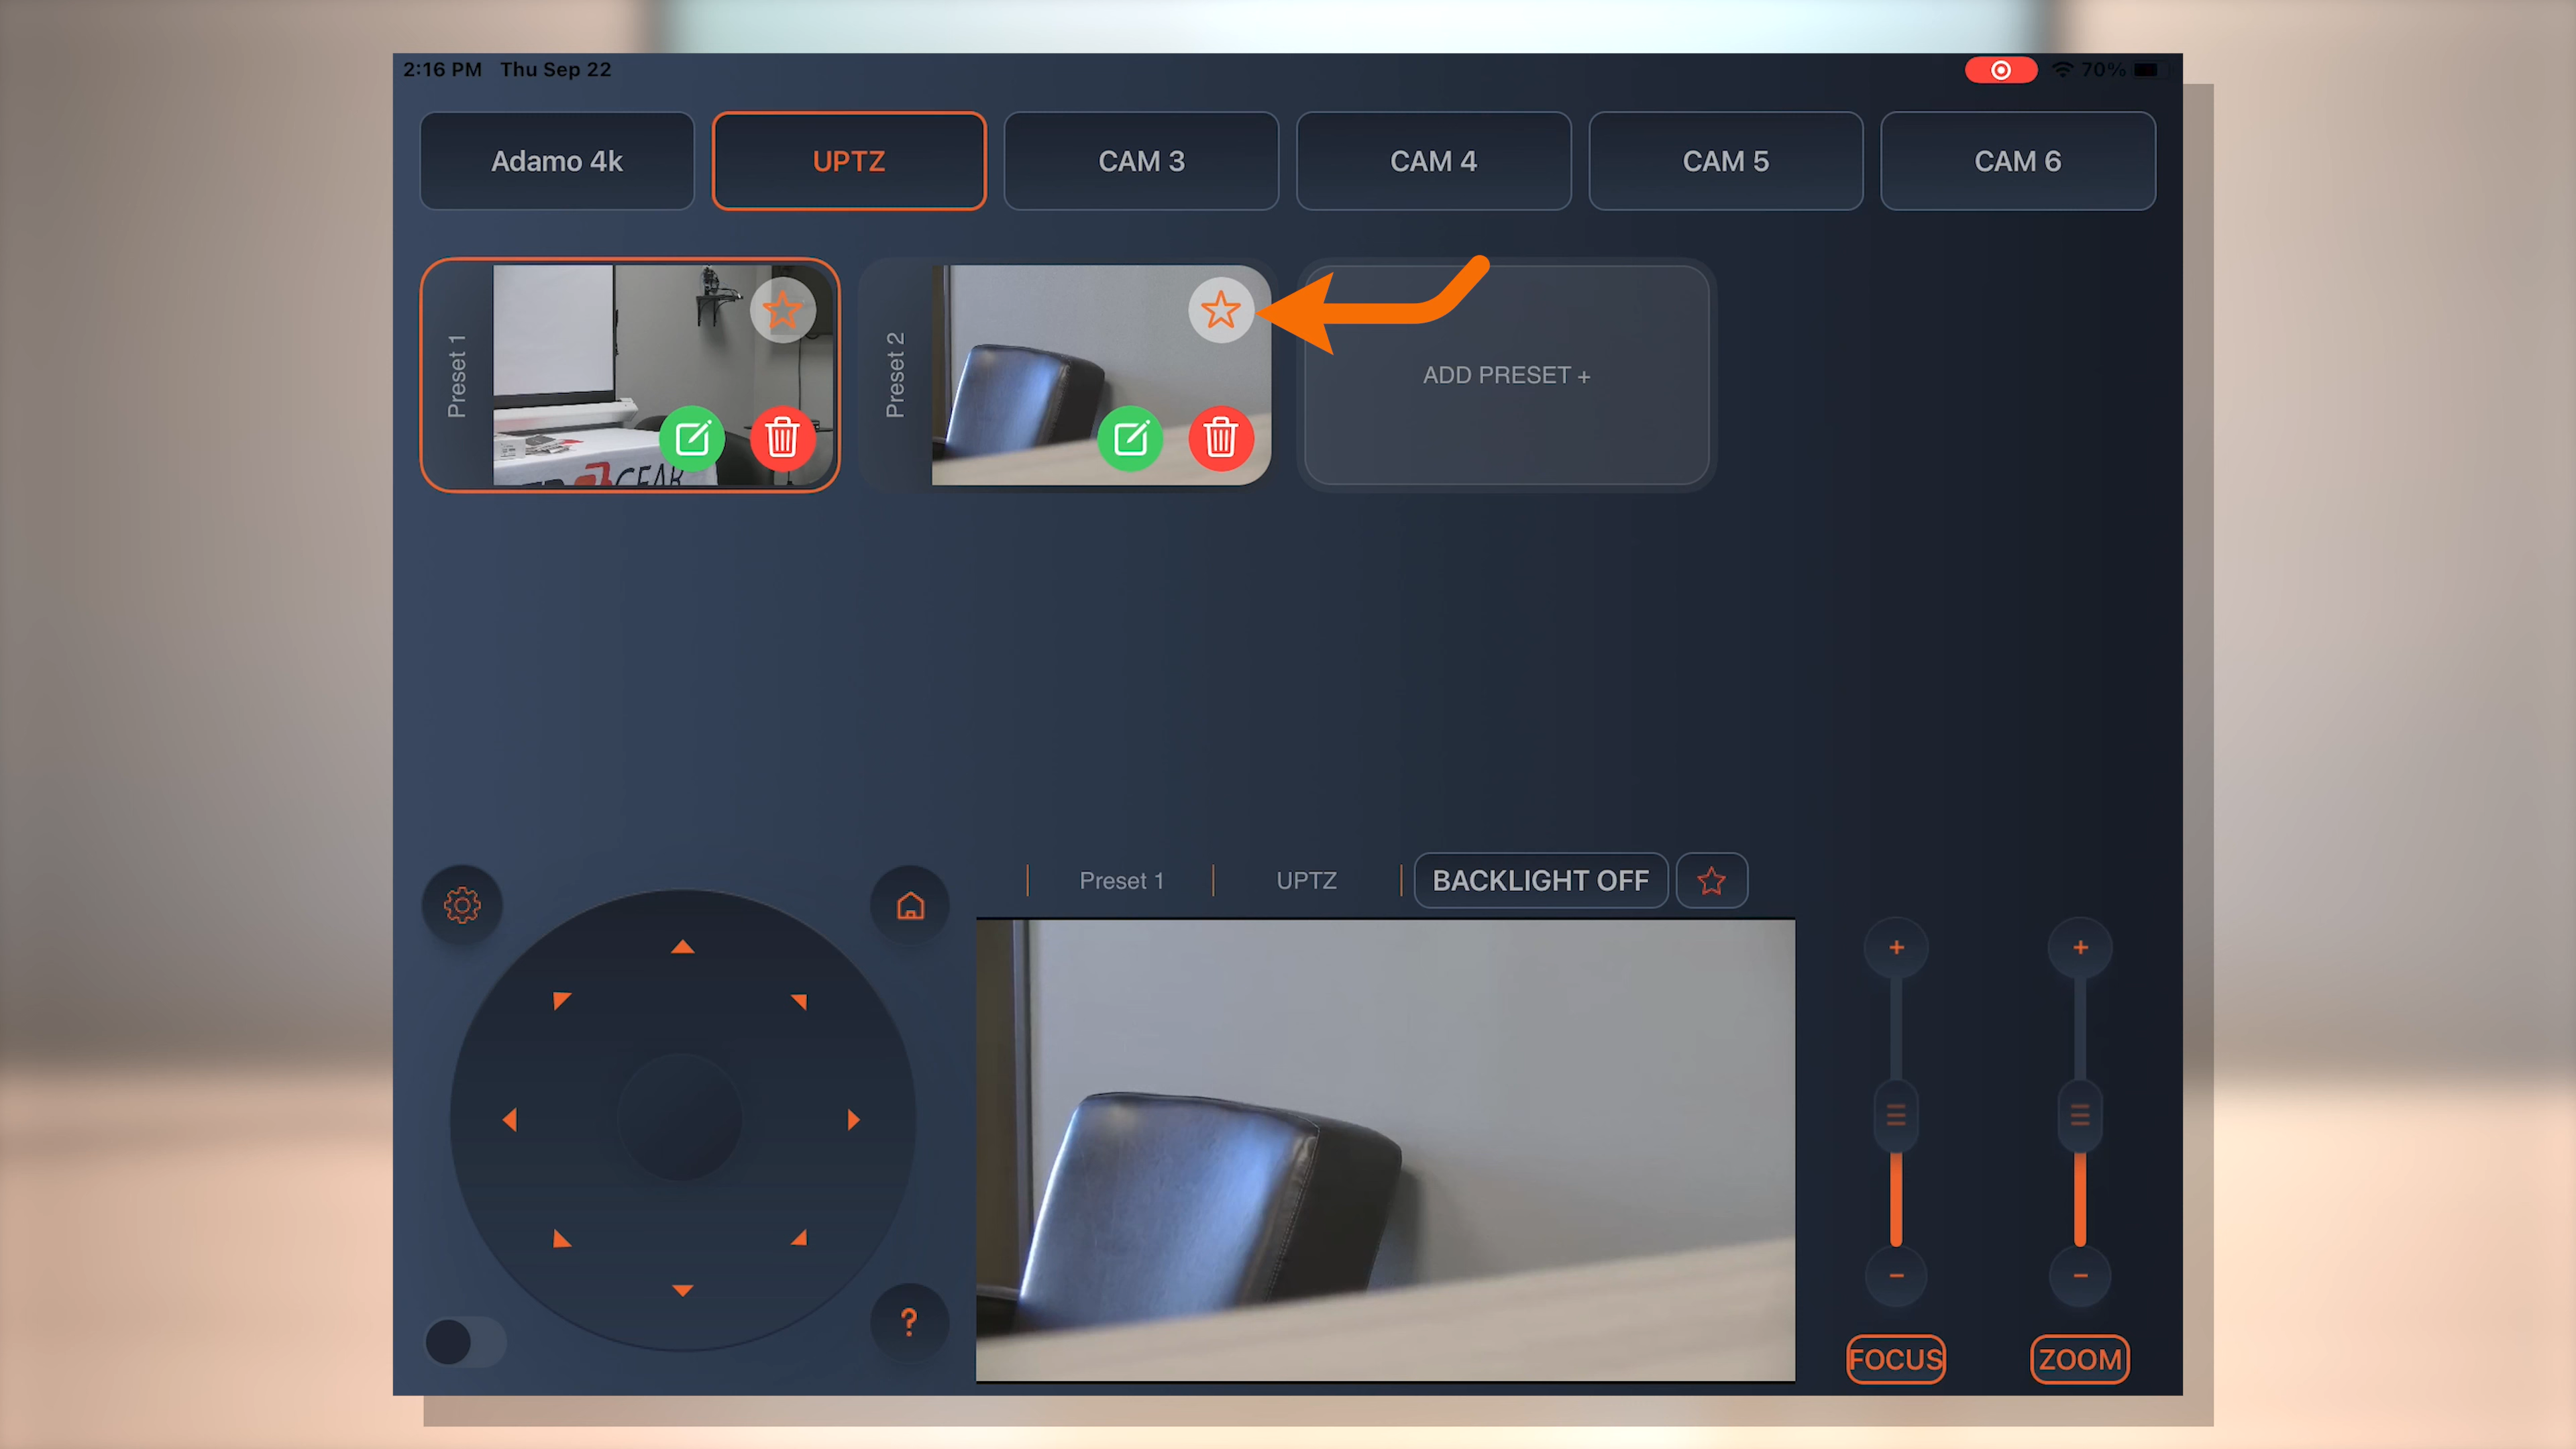 2:16 PM Thu Sep 22
70%
Adamo 4k
UPTZ
CAM 3
CAM 4
CAM 5
CAM 6
Preset 1
GEAR
Preset 2
ADD PRESET +
Preset 1
UPTZ
BACKLIGHT OFF
?
FOCUS
ZOOM